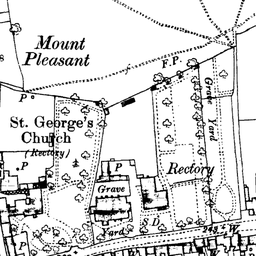 Mount
Pleasant
F.P.
P
St. George's
Church
(Rectory)
Grave
Yard
P
Rectory
P
Grave
Yard
S D
P
W